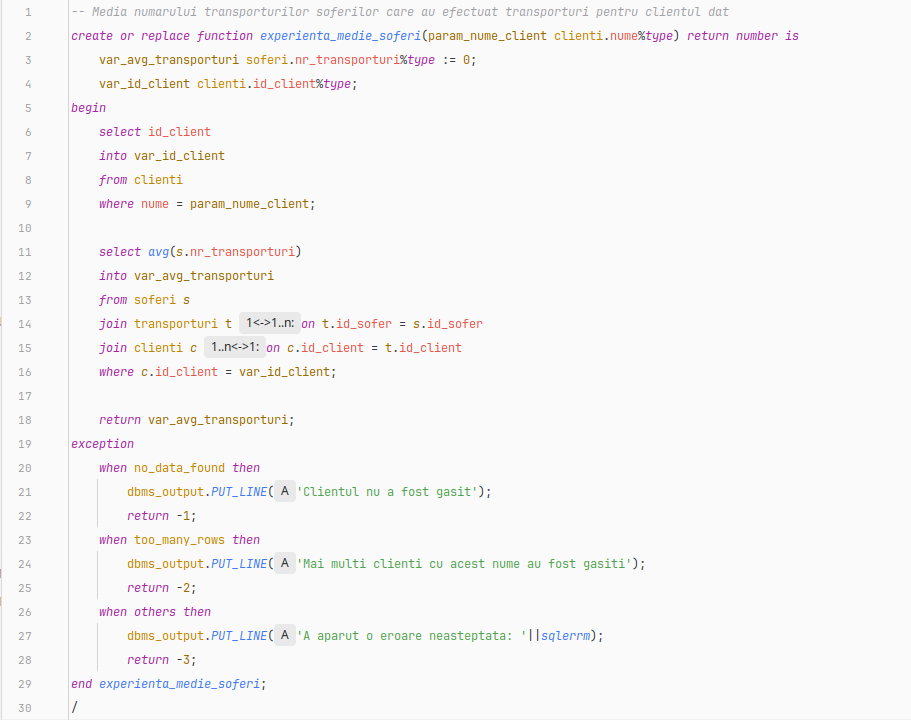 1 -- Media numarului transporturilor soferilor care au efectuat transporturi pentru clientul dat
2 create or replace function experienta_medie_soferi(param_nume_client clienti.nume%type) return number is
3     var_avg_transporturi soferi.nr_transporturi%type := 0;
4     var_id_client clienti.id_client%type;
5 begin
6     select id_client
7     into var_id_client
8     from clienti
9     where nume = param_nume_client;
10
11     select avg(s.nr_transporturi)
12     into var_avg_transporturi
13     from soferi s
14     join transporturi t 1<->1..n: on t.id_sofer = s.id_sofer
15     join clienti c 1..n<->1: on c.id_client = t.id_client
16     where c.id_client = var_id_client;
17
18     return var_avg_transporturi;
19 exception
20     when no_data_found then
21         dbms_output.PUT_LINE( A 'Clientul nu a fost gasit');
22         return -1;
23     when too_many_rows then
24         dbms_output.PUT_LINE( A 'Mai multi clienti cu acest nume au fost gasiti');
25         return -2;
26     when others then
27         dbms_output.PUT_LINE( A 'A aparut o eroare neasteptata: '||sqlerrm);
28         return -3;
29 end experienta_medie_soferi;
30 /